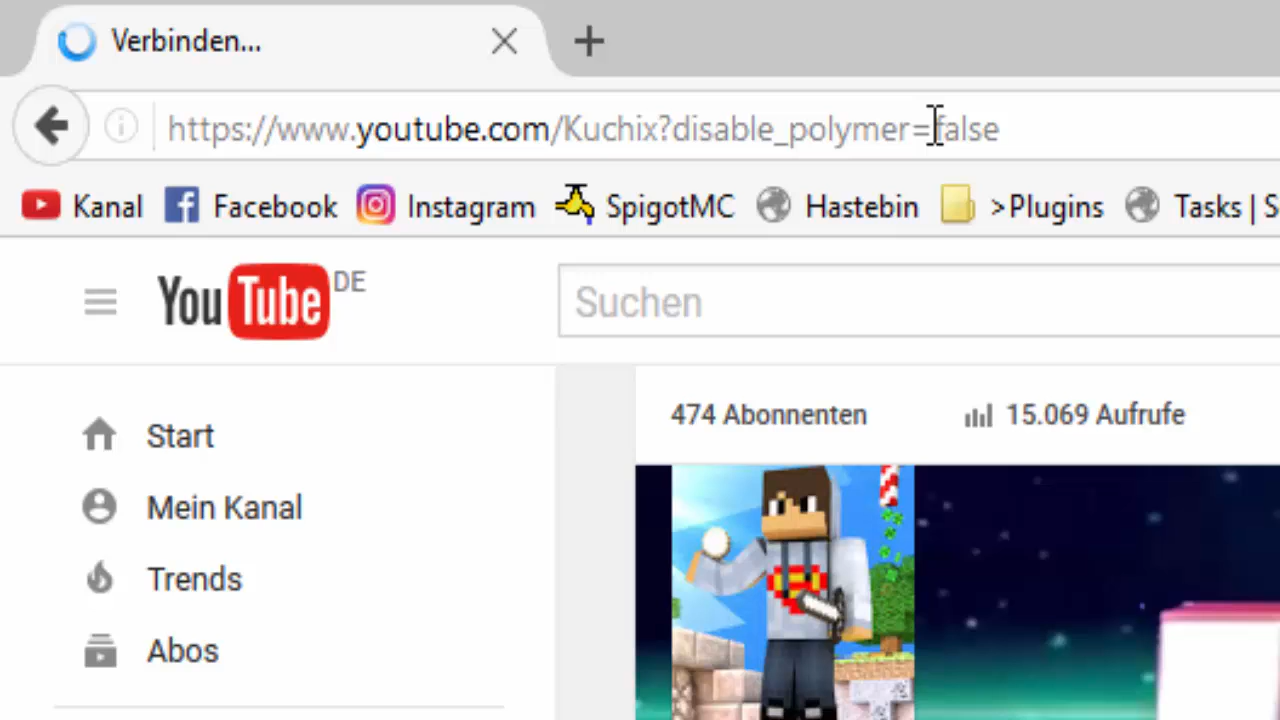 Verbinden...
https://www.youtube.com/Kuchix?disable_polymer=false
Kanal Facebook Instagram SpigotMC Hastebin >Plugins Tasks | S
YouTube DE
Suchen
474 Abonnenten 15.069 Aufrufe
Start
Mein Kanal
Trends
Abos